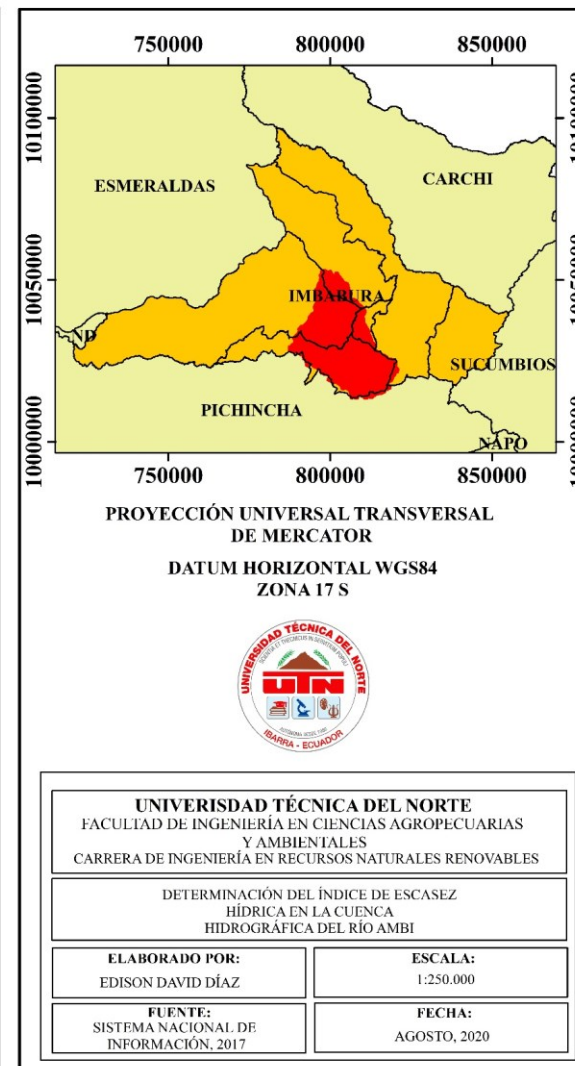 750000 800000 850000
10100000
10100000
ESMERALDAS
CARCHI
10050000
10050000
IMBABURA
ND
SUCUMBIOS
PICHINCHA
10000000
10000000
NAPO
750000 800000 850000
PROYECCIÓN UNIVERSAL TRANSVERSAL
DE MERCATOR
DATUM HORIZONTAL WGS84
ZONA 17 S
UNIVERSIDAD TÉCNICA DEL NORTE
UTN
IBARRA - ECUADOR
UNIVERISDAD TÉCNICA DEL NORTE
FACULTAD DE INGENIERÍA EN CIENCIAS AGROPECUARIAS
Y AMBIENTALES
CARRERA DE INGENIERÍA EN RECURSOS NATURALES RENOVABLES
DETERMINACIÓN DEL ÍNDICE DE ESCASEZ
HÍDRICA EN LA CUENCA
HIDROGRÁFICA DEL RÍO AMBI
ELABORADO POR:
EDISON DAVID DÍAZ
ESCALA:
1:250.000
FUENTE:
SISTEMA NACIONAL DE
INFORMACIÓN, 2017
FECHA:
AGOSTO, 2020